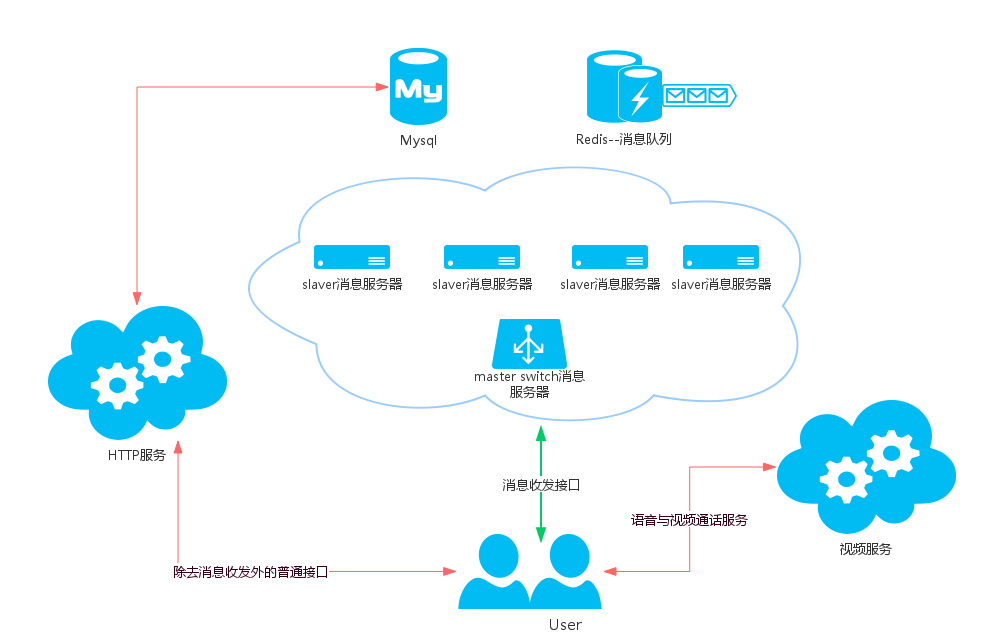 My
Mysql
Redis--消息队列
slaver消息服务器
slaver消息服务器
slaver消息服务器
slaver消息服务器
master switch消息
服务器
HTTP服务
消息收发接口
语音与视频通话服务
视频服务
除去消息收发外的普通接口
User